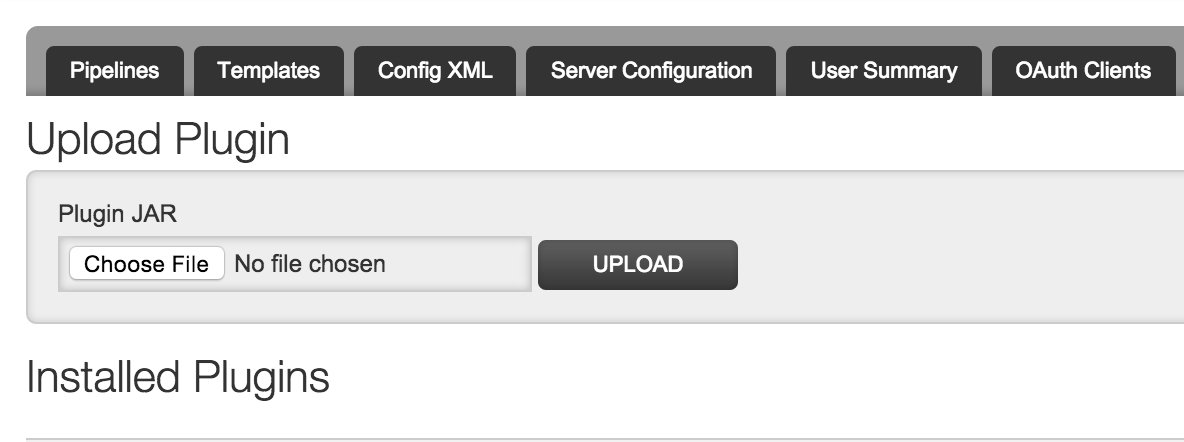 Pipelines Templates Config XML Server Configuration User Summary OAuth Clients
Upload Plugin
Plugin JAR
Choose File No file chosen UPLOAD
Installed Plugins